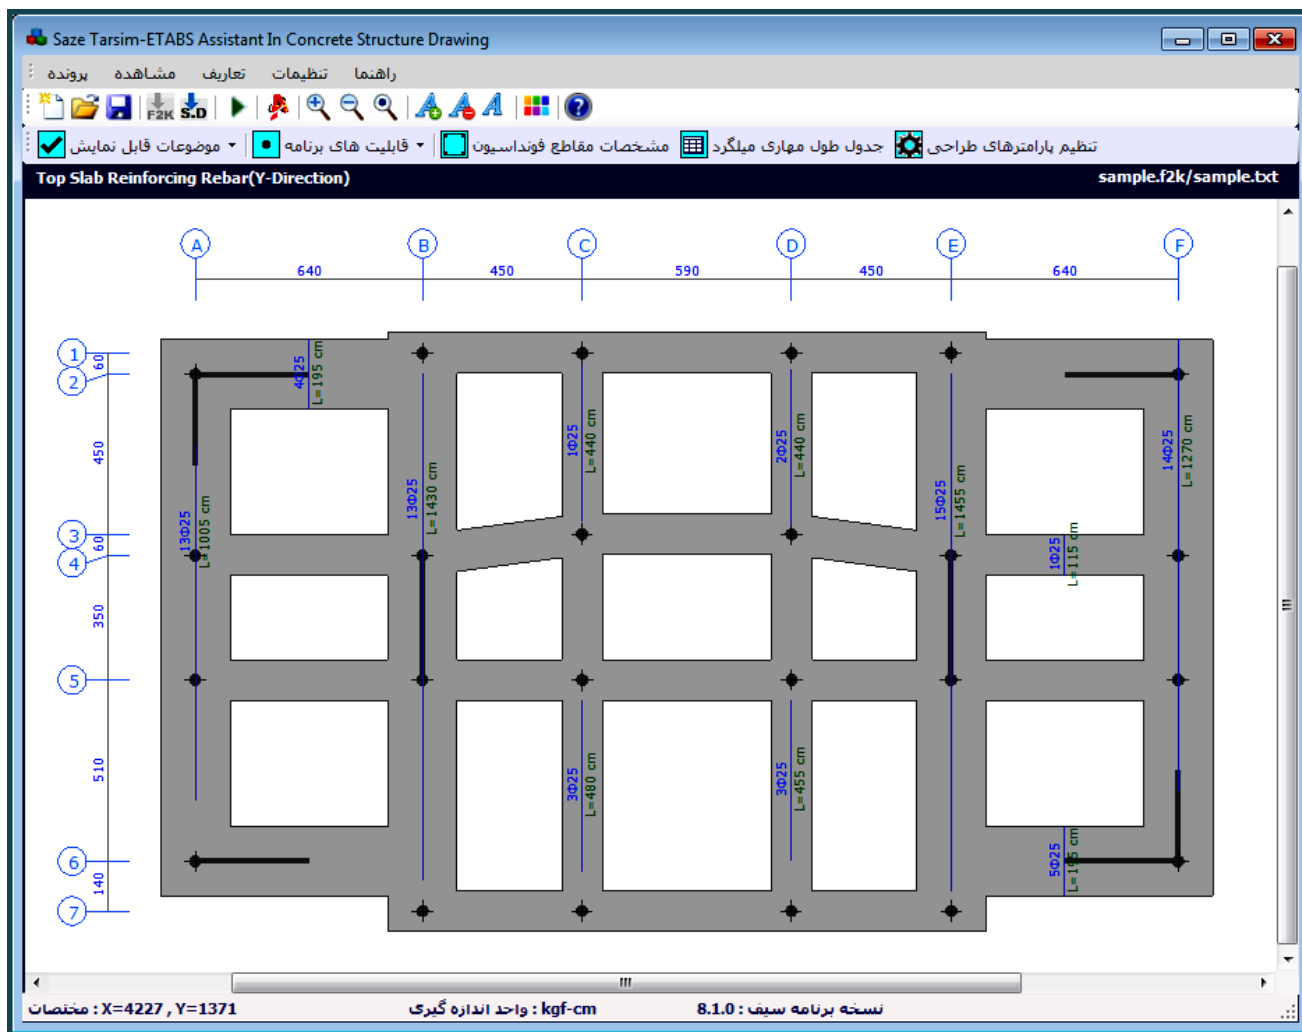 Saze Tarsim-ETABS Assistant In Concrete Structure Drawing
پرونده مشاهده تعاریف تنظیمات راهنما
F2K S.D
موضوعات قابل نمایش قابلیت های برنامه مشخصات مقاطع فونداسیون جدول طول مهاری میلگرد تنظیم پارامترهای طراحی
Top Slab Reinforcing Rebar(Y-Direction) sample.f2k/sample.txt
A B C D E F
640 450 590 450 640
1
60
2
450
3
60
4
350
5
510
6
140
7
4Φ25
L=195 cm
13Φ25
L=1005 cm
13Φ25
L=1430 cm
1Φ25
L=440 cm
2Φ25
L=440 cm
15Φ25
L=1455 cm
14Φ25
L=1270 cm
1Φ25
L=115 cm
3Φ25
L=480 cm
3Φ25
L=455 cm
5Φ25
L=195 cm
مختصات : X=4227 , Y=1371 واحد اندازه گیری : kgf-cm نسخه برنامه سیف : 8.1.0